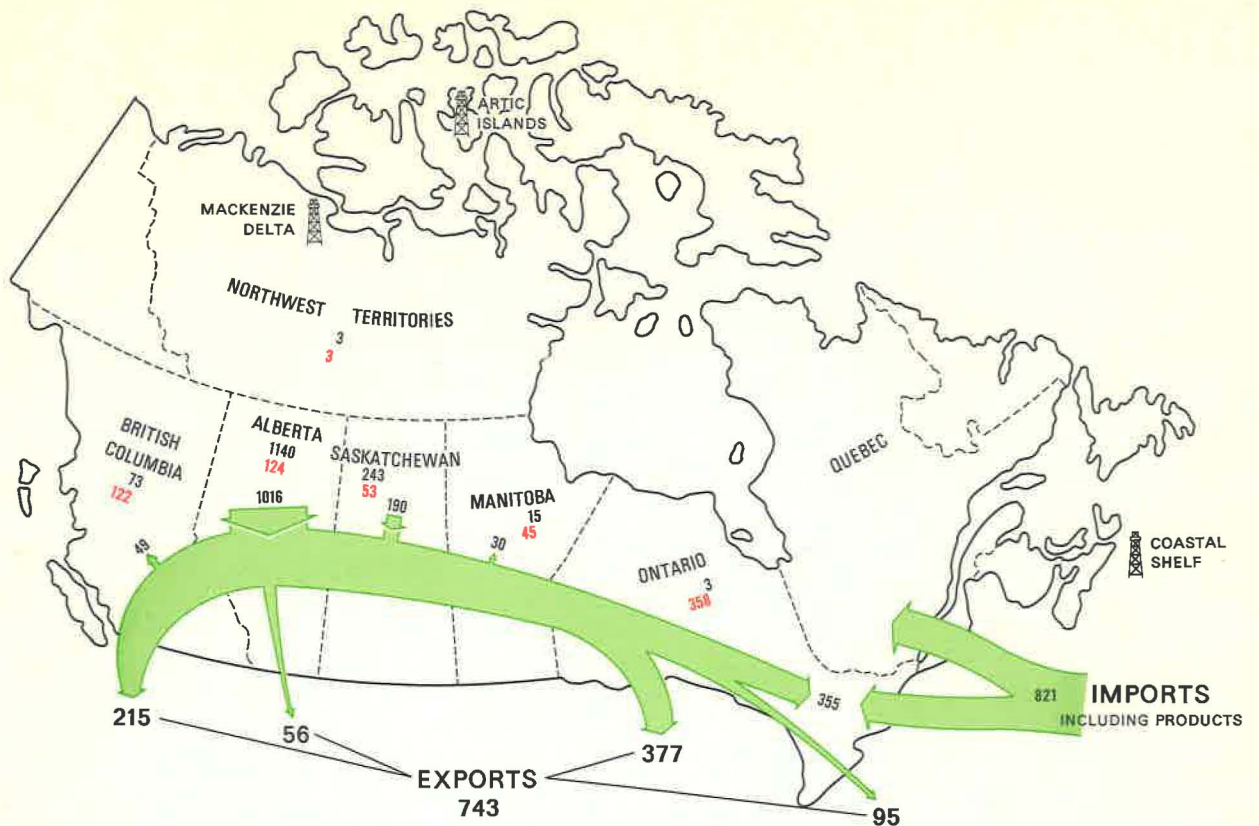 ARTIC
ISLANDS
MACKENZIE
DELTA
NORTHWEST TERRITORIES
3
3
BRITISH
COLUMBIA
73
122
ALBERTA
1140
124
1016
SASKATCHEWAN
243
53
190
MANITOBA
15
45
30
49
ONTARIO
3
358
QUEBEC
COASTAL
SHELF
355
821
IMPORTS
INCLUDING PRODUCTS
215
56
377
95
EXPORTS
743